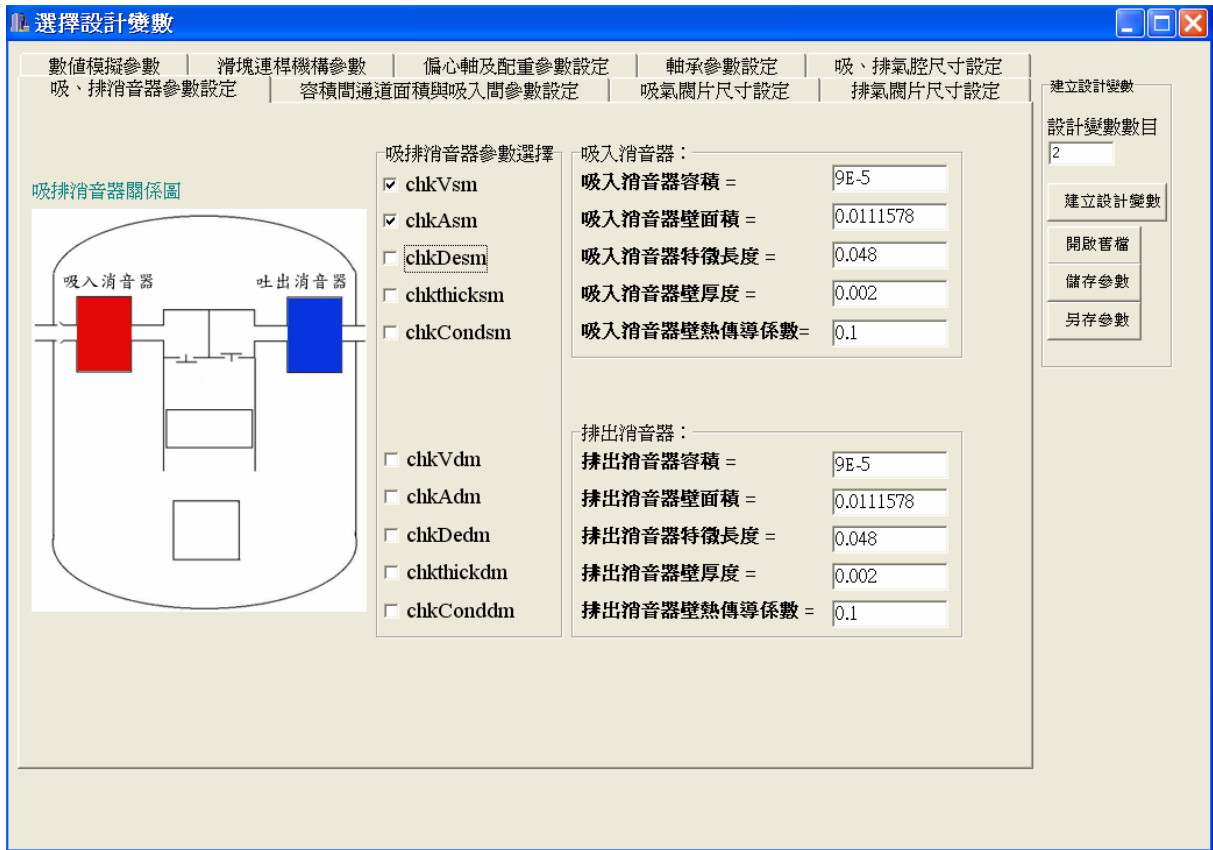 選擇設計變數
數值模擬參數 滑塊連桿機構參數 偏心軸及配重參數設定 軸承參數設定 吸、排氣腔尺寸設定
吸、排消音器參數設定 容積間通道面積與吸入間參數設定 吸氣閥片尺寸設定 排氣閥片尺寸設定
吸排消音器關係圖
吸入消音器 吐出消音器
吸排消音器參數選擇
chkVsm
chkAsm
chkDesm
chkthicksm
chkCondsm
chkVdm
chkAdm
chkDedm
chkthickdm
chkConddm
吸入消音器：
吸入消音器容積 = 9E-5
吸入消音器壁面積 = 0.0111578
吸入消音器特徵長度 = 0.048
吸入消音器壁厚度 = 0.002
吸入消音器壁熱傳導係數= 0.1
排出消音器：
排出消音器容積 = 9E-5
排出消音器壁面積 = 0.0111578
排出消音器特徵長度 = 0.048
排出消音器壁厚度 = 0.002
排出消音器壁熱傳導係數 = 0.1
建立設計變數
設計變數數目
2
建立設計變數
開啟舊檔
儲存參數
另存參數